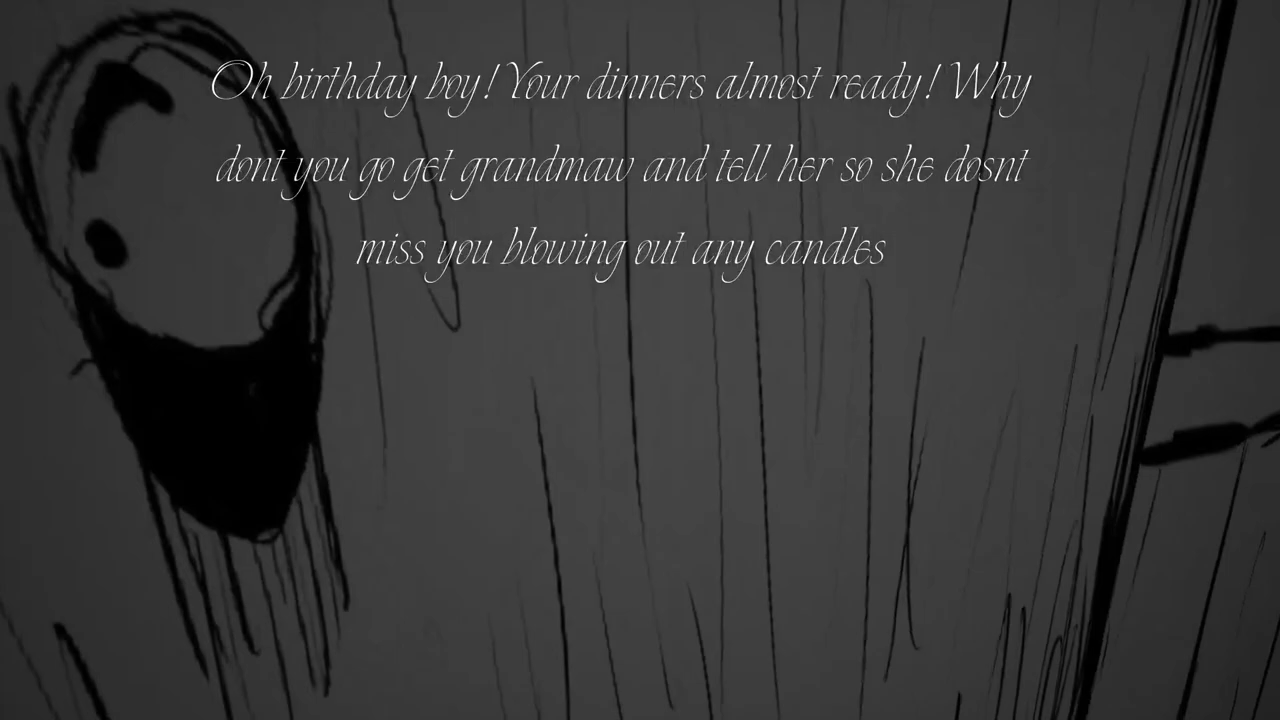 Oh birthday boy! Your dinners almost ready! Why
dont you go get grandmaw and tell her so she dosnt
miss you blowing out any candles